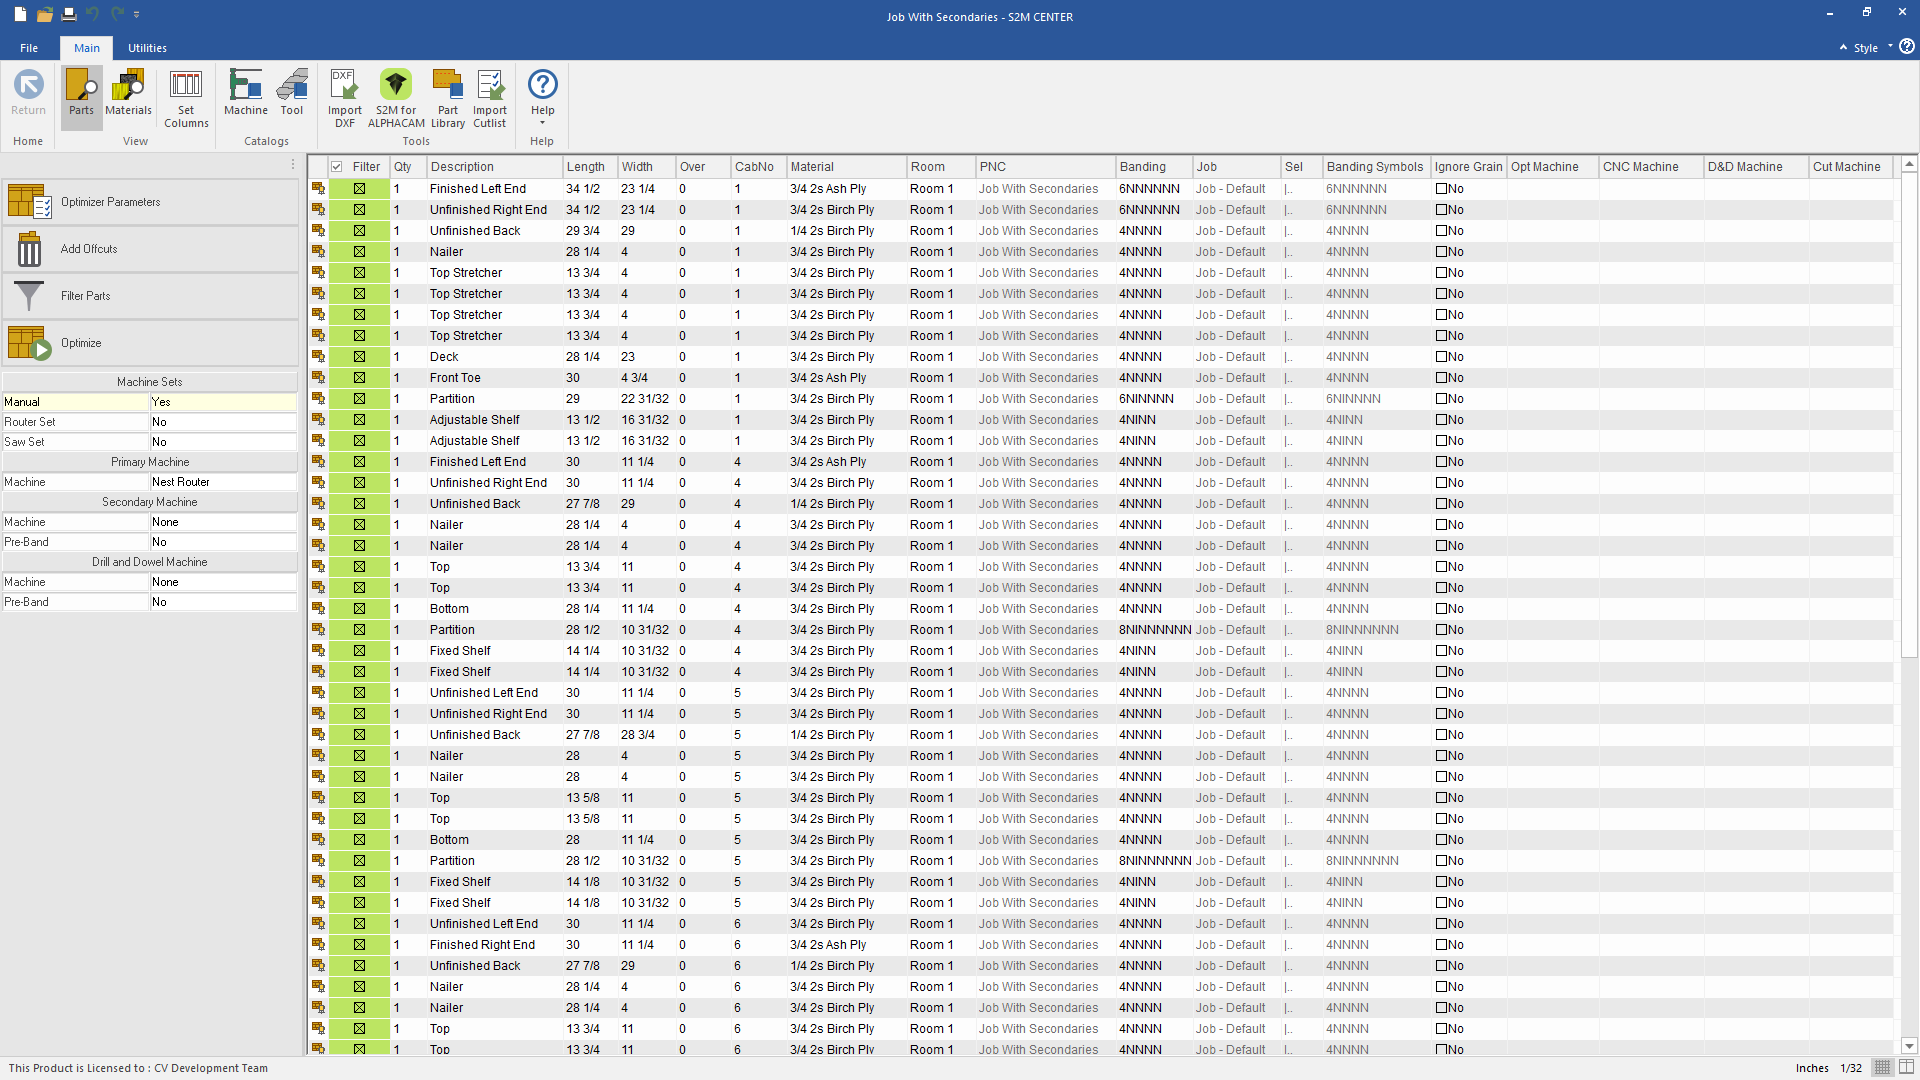 Job With Secondaries - S2M CENTER
File Main Utilities Style
Return Parts Materials Set Columns Machine Tool Import DXF S2M for ALPHACAM Part Library Import Cutlist Help
Home View Catalogs Tools Help
Optimizer Parameters
Add Offcuts
Filter Parts
Optimize
Machine Sets
Manual Yes
Router Set No
Saw Set No
Primary Machine
Machine Nest Router
Secondary Machine
Machine None
Pre-Band No
Drill and Dowel Machine
Machine None
Pre-Band No
Filter Qty Description Length Width Over CabNo Material Room PNC Banding Job Sel Banding Symbols Ignore Grain Opt Machine CNC Machine D&D Machine Cut Machine
1 Finished Left End 34 1/2 23 1/4 0 1 3/4 2s Ash Ply Room 1 Job With Secondaries 6NNNNNN Job - Default |.. 6NNNNNN No
1 Unfinished Right End 34 1/2 23 1/4 0 1 3/4 2s Birch Ply Room 1 Job With Secondaries 6NNNNNN Job - Default |.. 6NNNNNN No
1 Unfinished Back 29 3/4 29 0 1 1/4 2s Birch Ply Room 1 Job With Secondaries 4NNNN Job - Default |.. 4NNNN No
1 Nailer 28 1/4 4 0 1 3/4 2s Birch Ply Room 1 Job With Secondaries 4NNNN Job - Default |.. 4NNNN No
1 Top Stretcher 13 3/4 4 0 1 3/4 2s Birch Ply Room 1 Job With Secondaries 4NNNN Job - Default |.. 4NNNN No
1 Top Stretcher 13 3/4 4 0 1 3/4 2s Birch Ply Room 1 Job With Secondaries 4NNNN Job - Default |.. 4NNNN No
1 Top Stretcher 13 3/4 4 0 1 3/4 2s Birch Ply Room 1 Job With Secondaries 4NNNN Job - Default |.. 4NNNN No
1 Top Stretcher 13 3/4 4 0 1 3/4 2s Birch Ply Room 1 Job With Secondaries 4NNNN Job - Default |.. 4NNNN No
1 Deck 28 1/4 23 0 1 3/4 2s Birch Ply Room 1 Job With Secondaries 4NNNN Job - Default |.. 4NNNN No
1 Front Toe 30 4 3/4 0 1 3/4 2s Ash Ply Room 1 Job With Secondaries 4NNNN Job - Default |.. 4NNNN No
1 Partition 29 22 31/32 0 1 3/4 2s Birch Ply Room 1 Job With Secondaries 6NINNNN Job - Default |.. 6NINNNN No
1 Adjustable Shelf 13 1/2 16 31/32 0 1 3/4 2s Birch Ply Room 1 Job With Secondaries 4NINN Job - Default |.. 4NINN No
1 Adjustable Shelf 13 1/2 16 31/32 0 1 3/4 2s Birch Ply Room 1 Job With Secondaries 4NINN Job - Default |.. 4NINN No
1 Finished Left End 30 11 1/4 0 4 3/4 2s Ash Ply Room 1 Job With Secondaries 4NNNN Job - Default |.. 4NNNN No
1 Unfinished Right End 30 11 1/4 0 4 3/4 2s Birch Ply Room 1 Job With Secondaries 4NNNN Job - Default |.. 4NNNN No
1 Unfinished Back 27 7/8 29 0 4 1/4 2s Birch Ply Room 1 Job With Secondaries 4NNNN Job - Default |.. 4NNNN No
1 Nailer 28 1/4 4 0 4 3/4 2s Birch Ply Room 1 Job With Secondaries 4NNNN Job - Default |.. 4NNNN No
1 Nailer 28 1/4 4 0 4 3/4 2s Birch Ply Room 1 Job With Secondaries 4NNNN Job - Default |.. 4NNNN No
1 Top 13 3/4 11 0 4 3/4 2s Birch Ply Room 1 Job With Secondaries 4NNNN Job - Default |.. 4NNNN No
1 Top 13 3/4 11 0 4 3/4 2s Birch Ply Room 1 Job With Secondaries 4NNNN Job - Default |.. 4NNNN No
1 Bottom 28 1/4 11 1/4 0 4 3/4 2s Birch Ply Room 1 Job With Secondaries 4NNNN Job - Default |.. 4NNNN No
1 Partition 28 1/2 10 31/32 0 4 3/4 2s Birch Ply Room 1 Job With Secondaries 8NINNNNNN Job - Default |.. 8NINNNNNN No
1 Fixed Shelf 14 1/4 10 31/32 0 4 3/4 2s Birch Ply Room 1 Job With Secondaries 4NINN Job - Default |.. 4NINN No
1 Fixed Shelf 14 1/4 10 31/32 0 4 3/4 2s Birch Ply Room 1 Job With Secondaries 4NINN Job - Default |.. 4NINN No
1 Unfinished Left End 30 11 1/4 0 5 3/4 2s Birch Ply Room 1 Job With Secondaries 4NNNN Job - Default |.. 4NNNN No
1 Unfinished Right End 30 11 1/4 0 5 3/4 2s Birch Ply Room 1 Job With Secondaries 4NNNN Job - Default |.. 4NNNN No
1 Unfinished Back 27 7/8 28 3/4 0 5 1/4 2s Birch Ply Room 1 Job With Secondaries 4NNNN Job - Default |.. 4NNNN No
1 Nailer 28 4 0 5 3/4 2s Birch Ply Room 1 Job With Secondaries 4NNNN Job - Default |.. 4NNNN No
1 Nailer 28 4 0 5 3/4 2s Birch Ply Room 1 Job With Secondaries 4NNNN Job - Default |.. 4NNNN No
1 Top 13 5/8 11 0 5 3/4 2s Birch Ply Room 1 Job With Secondaries 4NNNN Job - Default |.. 4NNNN No
1 Top 13 5/8 11 0 5 3/4 2s Birch Ply Room 1 Job With Secondaries 4NNNN Job - Default |.. 4NNNN No
1 Bottom 28 11 1/4 0 5 3/4 2s Birch Ply Room 1 Job With Secondaries 4NNNN Job - Default |.. 4NNNN No
1 Partition 28 1/2 10 31/32 0 5 3/4 2s Birch Ply Room 1 Job With Secondaries 8NINNNNNN Job - Default |.. 8NINNNNNN No
1 Fixed Shelf 14 1/8 10 31/32 0 5 3/4 2s Birch Ply Room 1 Job With Secondaries 4NINN Job - Default |.. 4NINN No
1 Fixed Shelf 14 1/8 10 31/32 0 5 3/4 2s Birch Ply Room 1 Job With Secondaries 4NINN Job - Default |.. 4NINN No
1 Unfinished Left End 30 11 1/4 0 6 3/4 2s Birch Ply Room 1 Job With Secondaries 4NNNN Job - Default |.. 4NNNN No
1 Finished Right End 30 11 1/4 0 6 3/4 2s Ash Ply Room 1 Job With Secondaries 4NNNN Job - Default |.. 4NNNN No
1 Unfinished Back 27 7/8 29 0 6 1/4 2s Birch Ply Room 1 Job With Secondaries 4NNNN Job - Default |.. 4NNNN No
1 Nailer 28 1/4 4 0 6 3/4 2s Birch Ply Room 1 Job With Secondaries 4NNNN Job - Default |.. 4NNNN No
1 Nailer 28 1/4 4 0 6 3/4 2s Birch Ply Room 1 Job With Secondaries 4NNNN Job - Default |.. 4NNNN No
1 Top 13 3/4 11 0 6 3/4 2s Birch Ply Room 1 Job With Secondaries 4NNNN Job - Default |.. 4NNNN No
1 Top 13 3/4 11 0 6 3/4 2s Birch Ply Room 1 Job With Secondaries 4NNNN Job - Default |.. 4NNNN No
This Product is Licensed to : CV Development Team Inches 1/32